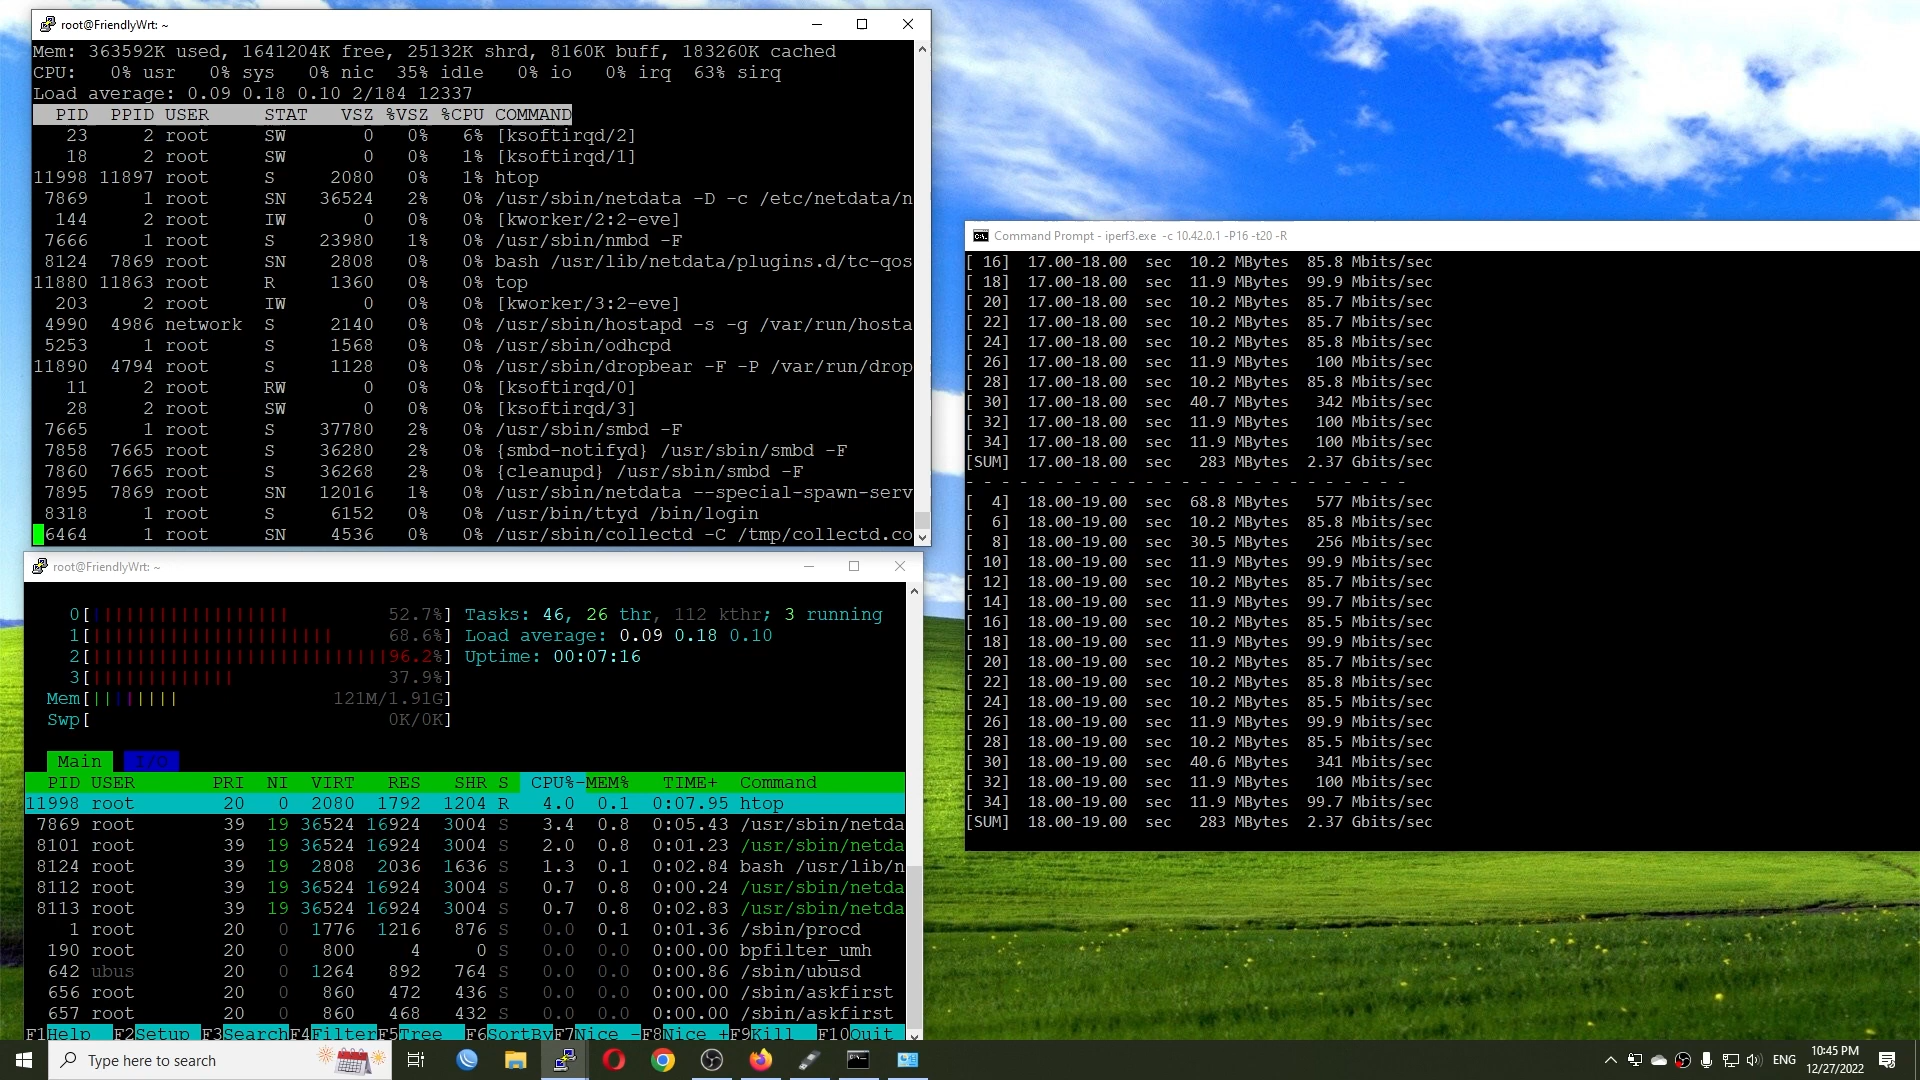 root@FriendlyWrt: ~
Mem: 363592K used, 1641204K free, 25132K shrd, 8160K buff, 183260K cached
CPU:   0% usr   0% sys   0% nic  35% idle   0% io   0% irq  63% sirq
Load average: 0.09 0.18 0.10 2/184 12337
PID  PPID USER     STAT   VSZ %VSZ %CPU COMMAND
23     2 root     SW       0   0%   6% [ksoftirqd/2]
18     2 root     SW       0   0%   1% [ksoftirqd/1]
11998 11897 root     S     2080   0%   1% htop
7869     1 root     SN   36524   2%   0% /usr/sbin/netdata -D -c /etc/netdata/n
144     2 root     IW       0   0%   0% [kworker/2:2-eve]
7666     1 root     S    23980   1%   0% /usr/sbin/nmbd -F
8124  7869 root     SN    2808   0%   0% bash /usr/lib/netdata/plugins.d/tc-qos
11880 11863 root     R     1360   0%   0% top
203     2 root     IW       0   0%   0% [kworker/3:2-eve]
4990  4986 network  S     2140   0%   0% /usr/sbin/hostapd -s -g /var/run/hosta
5253     1 root     S     1568   0%   0% /usr/sbin/odhcpd
11890  4794 root     S     1128   0%   0% /usr/sbin/dropbear -F -P /var/run/drop
11     2 root     RW       0   0%   0% [ksoftirqd/0]
28     2 root     SW       0   0%   0% [ksoftirqd/3]
7665     1 root     S    37780   2%   0% /usr/sbin/smbd -F
7858  7665 root     S    36280   2%   0% {smbd-notifyd} /usr/sbin/smbd -F
7860  7665 root     S    36268   2%   0% {cleanupd} /usr/sbin/smbd -F
7895  7869 root     SN   12016   1%   0% /usr/sbin/netdata --special-spawn-serv
8318     1 root     S     6152   0%   0% /usr/bin/ttyd /bin/login
6464     1 root     SN    4536   0%   0% /usr/sbin/collectd -C /tmp/collectd.co
root@FriendlyWrt: ~
0[ 52.7%] Tasks: 46, 26 thr, 112 kthr; 3 running
1[ 68.6%] Load average: 0.09 0.18 0.10
2[ 96.2%] Uptime: 00:07:16
3[ 37.9%]
Mem[ 121M/1.91G]
Swp[ 0K/0K]
Main I/O
PID USER PRI NI VIRT RES SHR S CPU%-MEM% TIME+ Command
11998 root 20 0 2080 1792 1204 R 4.0 0.1 0:07.95 htop
7869 root 39 19 36524 16924 3004 S 3.4 0.8 0:05.43 /usr/sbin/netda
8101 root 39 19 36524 16924 3004 S 2.0 0.8 0:01.23 /usr/sbin/netda
8124 root 39 19 2808 2036 1636 S 1.3 0.1 0:02.84 bash /usr/lib/n
8112 root 39 19 36524 16924 3004 S 0.7 0.8 0:00.24 /usr/sbin/netda
8113 root 39 19 36524 16924 3004 S 0.7 0.8 0:02.83 /usr/sbin/netda
1 root 20 0 1776 1216 876 S 0.0 0.1 0:01.36 /sbin/procd
190 root 20 0 800 4 0 S 0.0 0.0 0:00.00 bpfilter_umh
642 ubus 20 0 1264 892 764 S 0.0 0.0 0:00.86 /sbin/ubusd
656 root 20 0 860 472 436 S 0.0 0.0 0:00.00 /sbin/askfirst
657 root 20 0 860 468 432 S 0.0 0.0 0:00.00 /sbin/askfirst
F1Help F2Setup F3SearchF4FilterF5Tree F6SortByF7Nice -F8Nice +F9Kill F10Quit
Command Prompt - iperf3.exe -c 10.42.0.1 -P16 -t20 -R
[ 16] 17.00-18.00 sec 10.2 MBytes 85.8 Mbits/sec
[ 18] 17.00-18.00 sec 11.9 MBytes 99.9 Mbits/sec
[ 20] 17.00-18.00 sec 10.2 MBytes 85.7 Mbits/sec
[ 22] 17.00-18.00 sec 10.2 MBytes 85.7 Mbits/sec
[ 24] 17.00-18.00 sec 10.2 MBytes 85.8 Mbits/sec
[ 26] 17.00-18.00 sec 11.9 MBytes 100 Mbits/sec
[ 28] 17.00-18.00 sec 10.2 MBytes 85.8 Mbits/sec
[ 30] 17.00-18.00 sec 40.7 MBytes 342 Mbits/sec
[ 32] 17.00-18.00 sec 11.9 MBytes 100 Mbits/sec
[ 34] 17.00-18.00 sec 11.9 MBytes 100 Mbits/sec
[SUM] 17.00-18.00 sec 283 MBytes 2.37 Gbits/sec
- - - - - - - - - - - - - - - - - - - - - - - - -
[ 4] 18.00-19.00 sec 68.8 MBytes 577 Mbits/sec
[ 6] 18.00-19.00 sec 10.2 MBytes 85.8 Mbits/sec
[ 8] 18.00-19.00 sec 30.5 MBytes 256 Mbits/sec
[ 10] 18.00-19.00 sec 11.9 MBytes 99.9 Mbits/sec
[ 12] 18.00-19.00 sec 10.2 MBytes 85.7 Mbits/sec
[ 14] 18.00-19.00 sec 11.9 MBytes 99.7 Mbits/sec
[ 16] 18.00-19.00 sec 10.2 MBytes 85.5 Mbits/sec
[ 18] 18.00-19.00 sec 11.9 MBytes 99.9 Mbits/sec
[ 20] 18.00-19.00 sec 10.2 MBytes 85.7 Mbits/sec
[ 22] 18.00-19.00 sec 10.2 MBytes 85.8 Mbits/sec
[ 24] 18.00-19.00 sec 10.2 MBytes 85.5 Mbits/sec
[ 26] 18.00-19.00 sec 11.9 MBytes 99.9 Mbits/sec
[ 28] 18.00-19.00 sec 10.2 MBytes 85.5 Mbits/sec
[ 30] 18.00-19.00 sec 40.6 MBytes 341 Mbits/sec
[ 32] 18.00-19.00 sec 11.9 MBytes 100 Mbits/sec
[ 34] 18.00-19.00 sec 11.9 MBytes 99.7 Mbits/sec
[SUM] 18.00-19.00 sec 283 MBytes 2.37 Gbits/sec
Type here to search
ENG
10:45 PM
12/27/2022